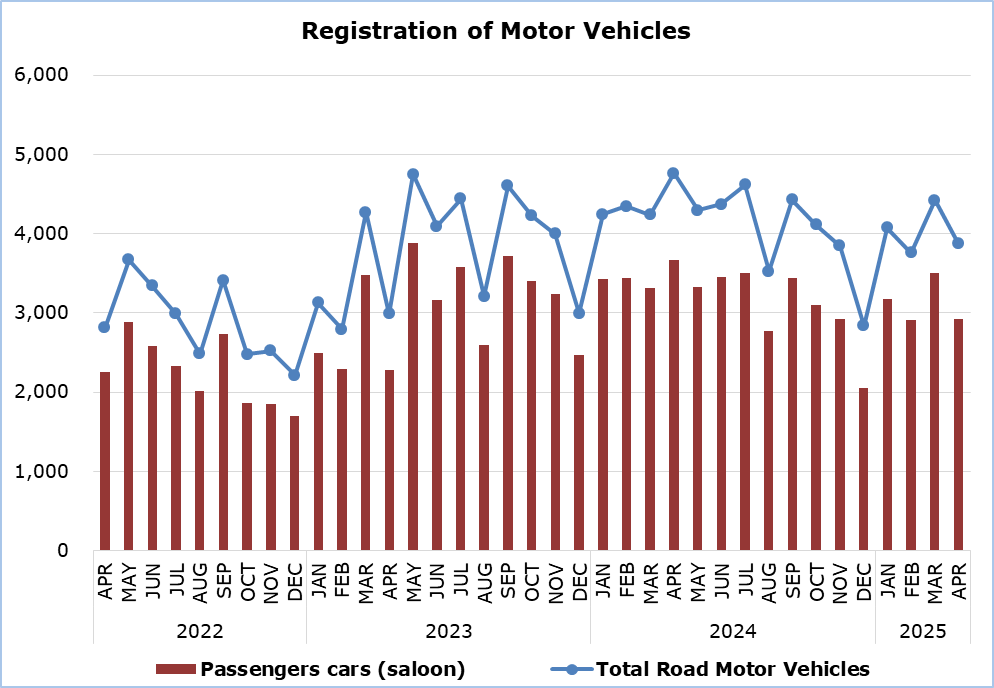 Registration of Motor Vehicles
6,000
5,000
4,000
3,000
2,000
1,000
0
APR MAY JUN JUL AUG SEP OCT NOV DEC JAN FEB MAR APR MAY JUN JUL AUG SEP OCT NOV DEC JAN FEB MAR APR MAY JUN JUL AUG SEP OCT NOV DEC JAN FEB MAR APR
2022 2023 2024 2025
Passengers cars (saloon) Total Road Motor Vehicles